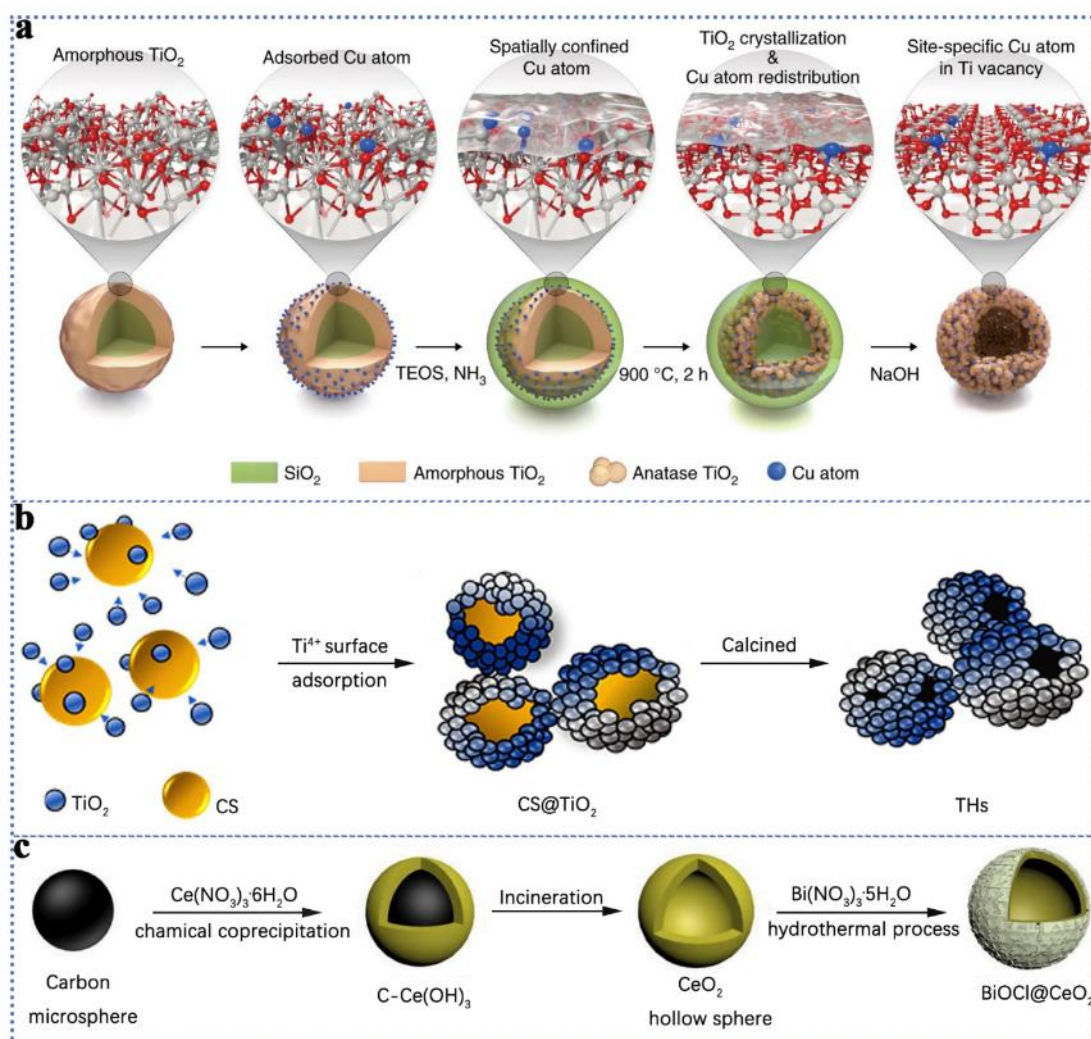 a
Amorphous TiO₂
Adsorbed Cu atom
Spatially confined
Cu atom
TiO₂ crystallization
&
Cu atom redistribution
Site-specific Cu atom
in Ti vacancy
TEOS, NH₃
900 °C, 2 h
NaOH
SiO₂
Amorphous TiO₂
Anatase TiO₂
Cu atom
b
Ti⁴⁺ surface
adsorption
Calcined
TiO₂
CS
CS@TiO₂
THs
c
Ce(NO₃)₃·6H₂O
chamical coprecipitation
Incineration
Bi(NO₃)₃·5H₂O
hydrothermal process
Carbon
microsphere
C-Ce(OH)₃
CeO₂
hollow sphere
BiOCl@CeO₂